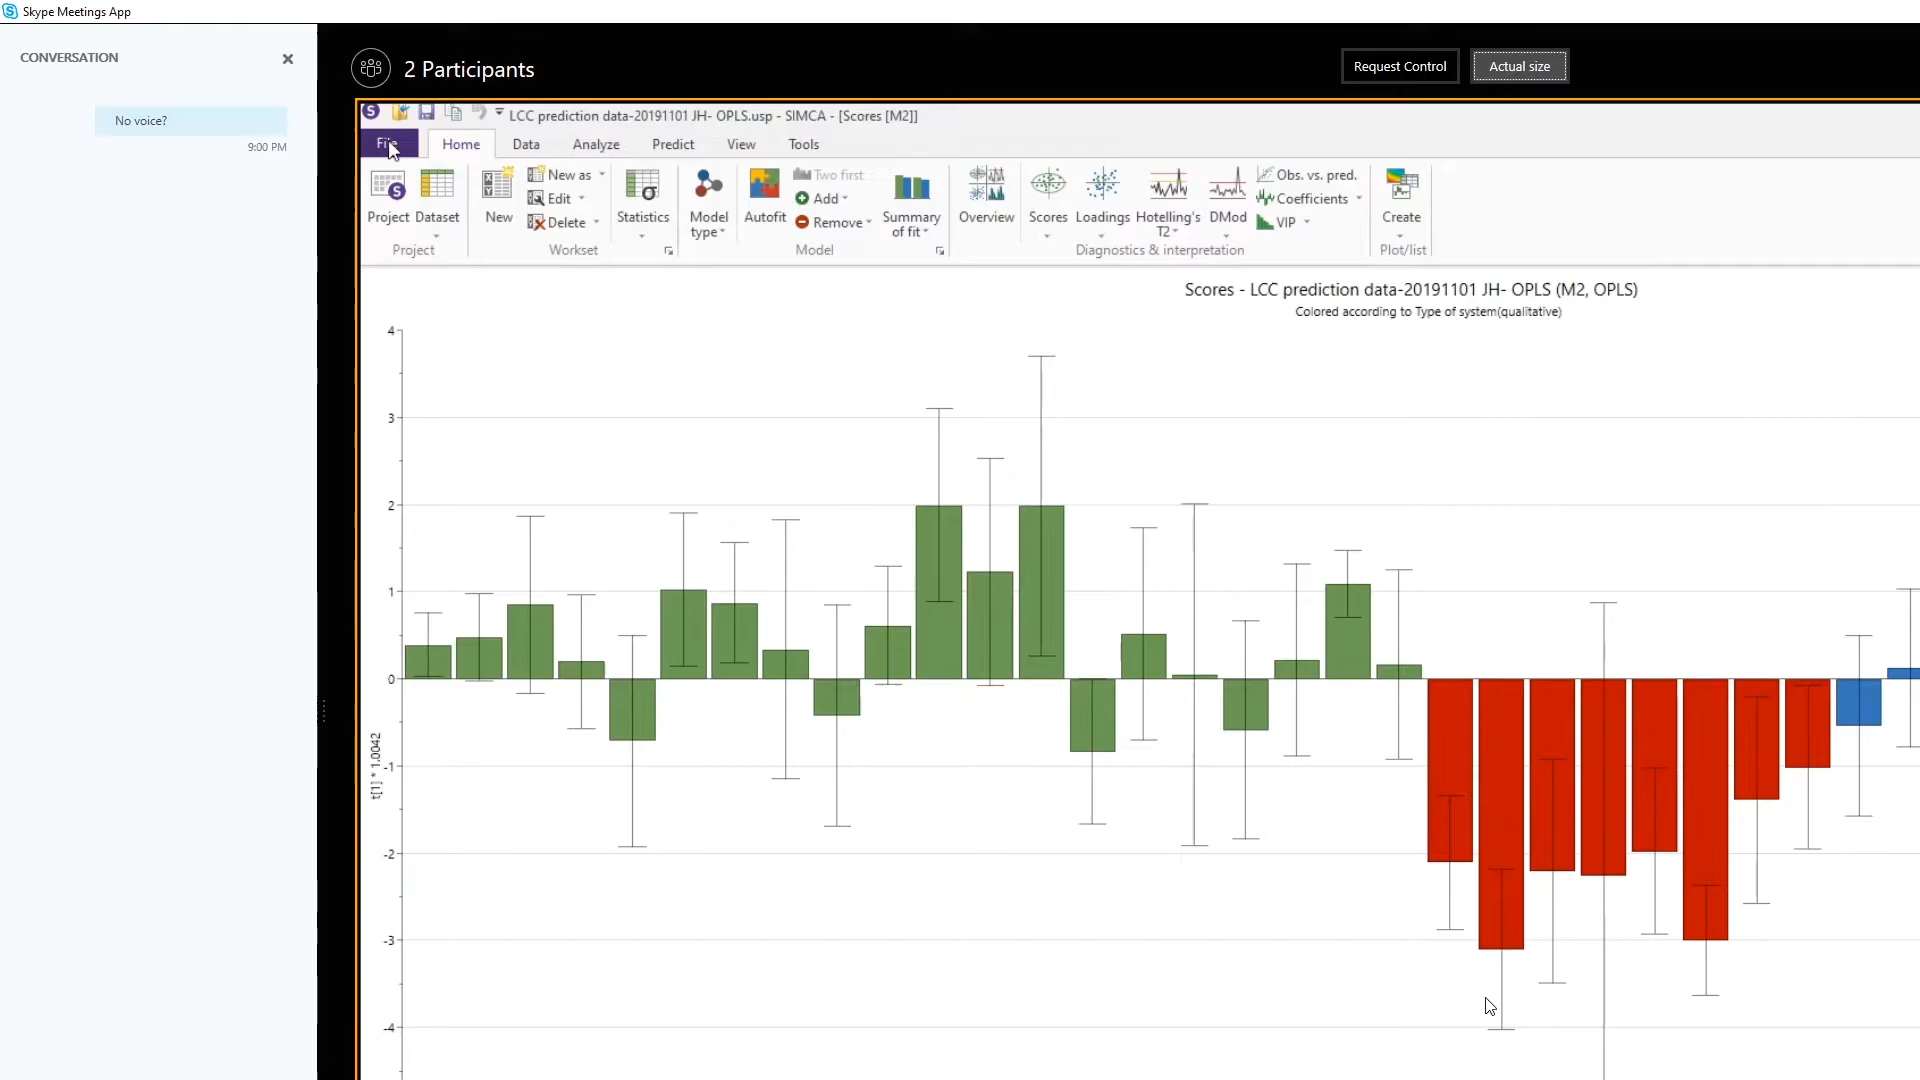 Skype Meetings App
CONVERSATION
No voice?
9:00 PM
2 Participants
Request Control
Actual size
LCC prediction data-20191101 JH- OPLS.usp - SIMCA - [Scores [M2]]
File Home Data Analyze Predict View Tools
Project Dataset
Project
New
New as
Edit
Delete
Statistics
Workset
Model type
Autofit
Two first
Add
Remove
Summary of fit
Model
Overview
Scores
Loadings
Hotelling's T2
DMod
Obs. vs. pred.
Coefficients
VIP
Diagnostics & interpretation
Create
Plot/list
Scores - LCC prediction data-20191101 JH- OPLS (M2, OPLS)
Colored according to Type of system(qualitative)
4
3
2
1
0
-1
-2
-3
-4
t[1] * 1.0042